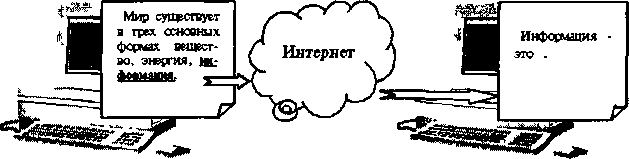 Мир существует
в трех основных
формах вещест-
во, энергия, ин-
формация.
Интернет
Информация -
это .